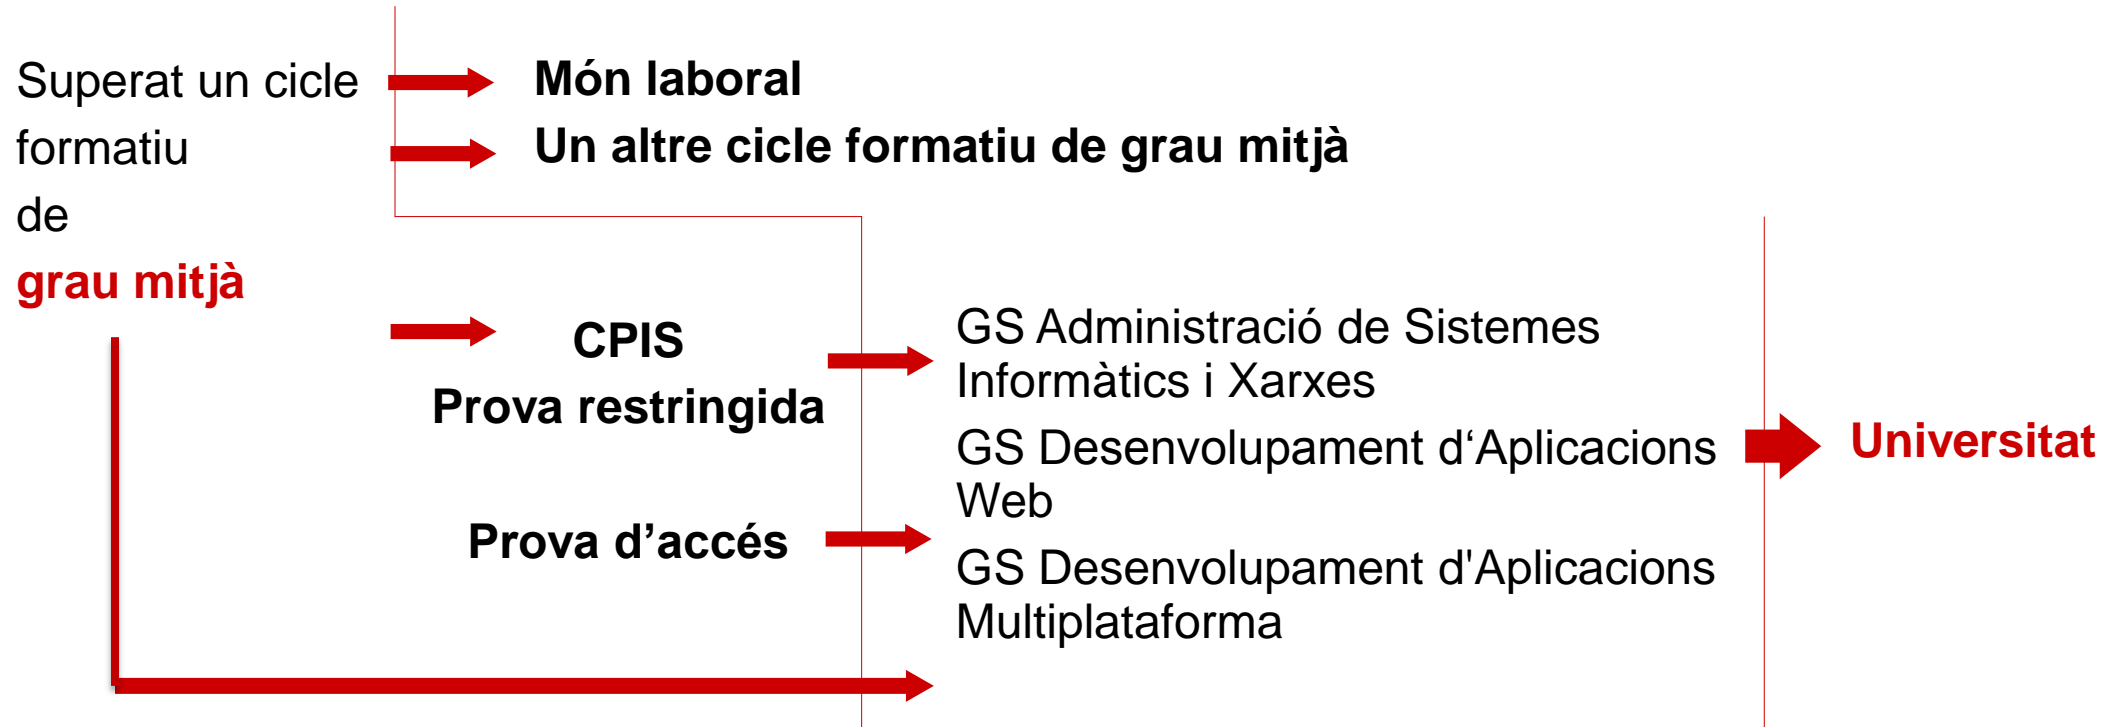 Superat un cicle
formatiu
de
grau mitjà
Món laboral
Un altre cicle formatiu de grau mitjà
CPIS
Prova restringida
Prova d’accés
GS Administració de Sistemes
Informàtics i Xarxes
GS Desenvolupament d‘Aplicacions
Web
GS Desenvolupament d'Aplicacions
Multiplataforma
Universitat